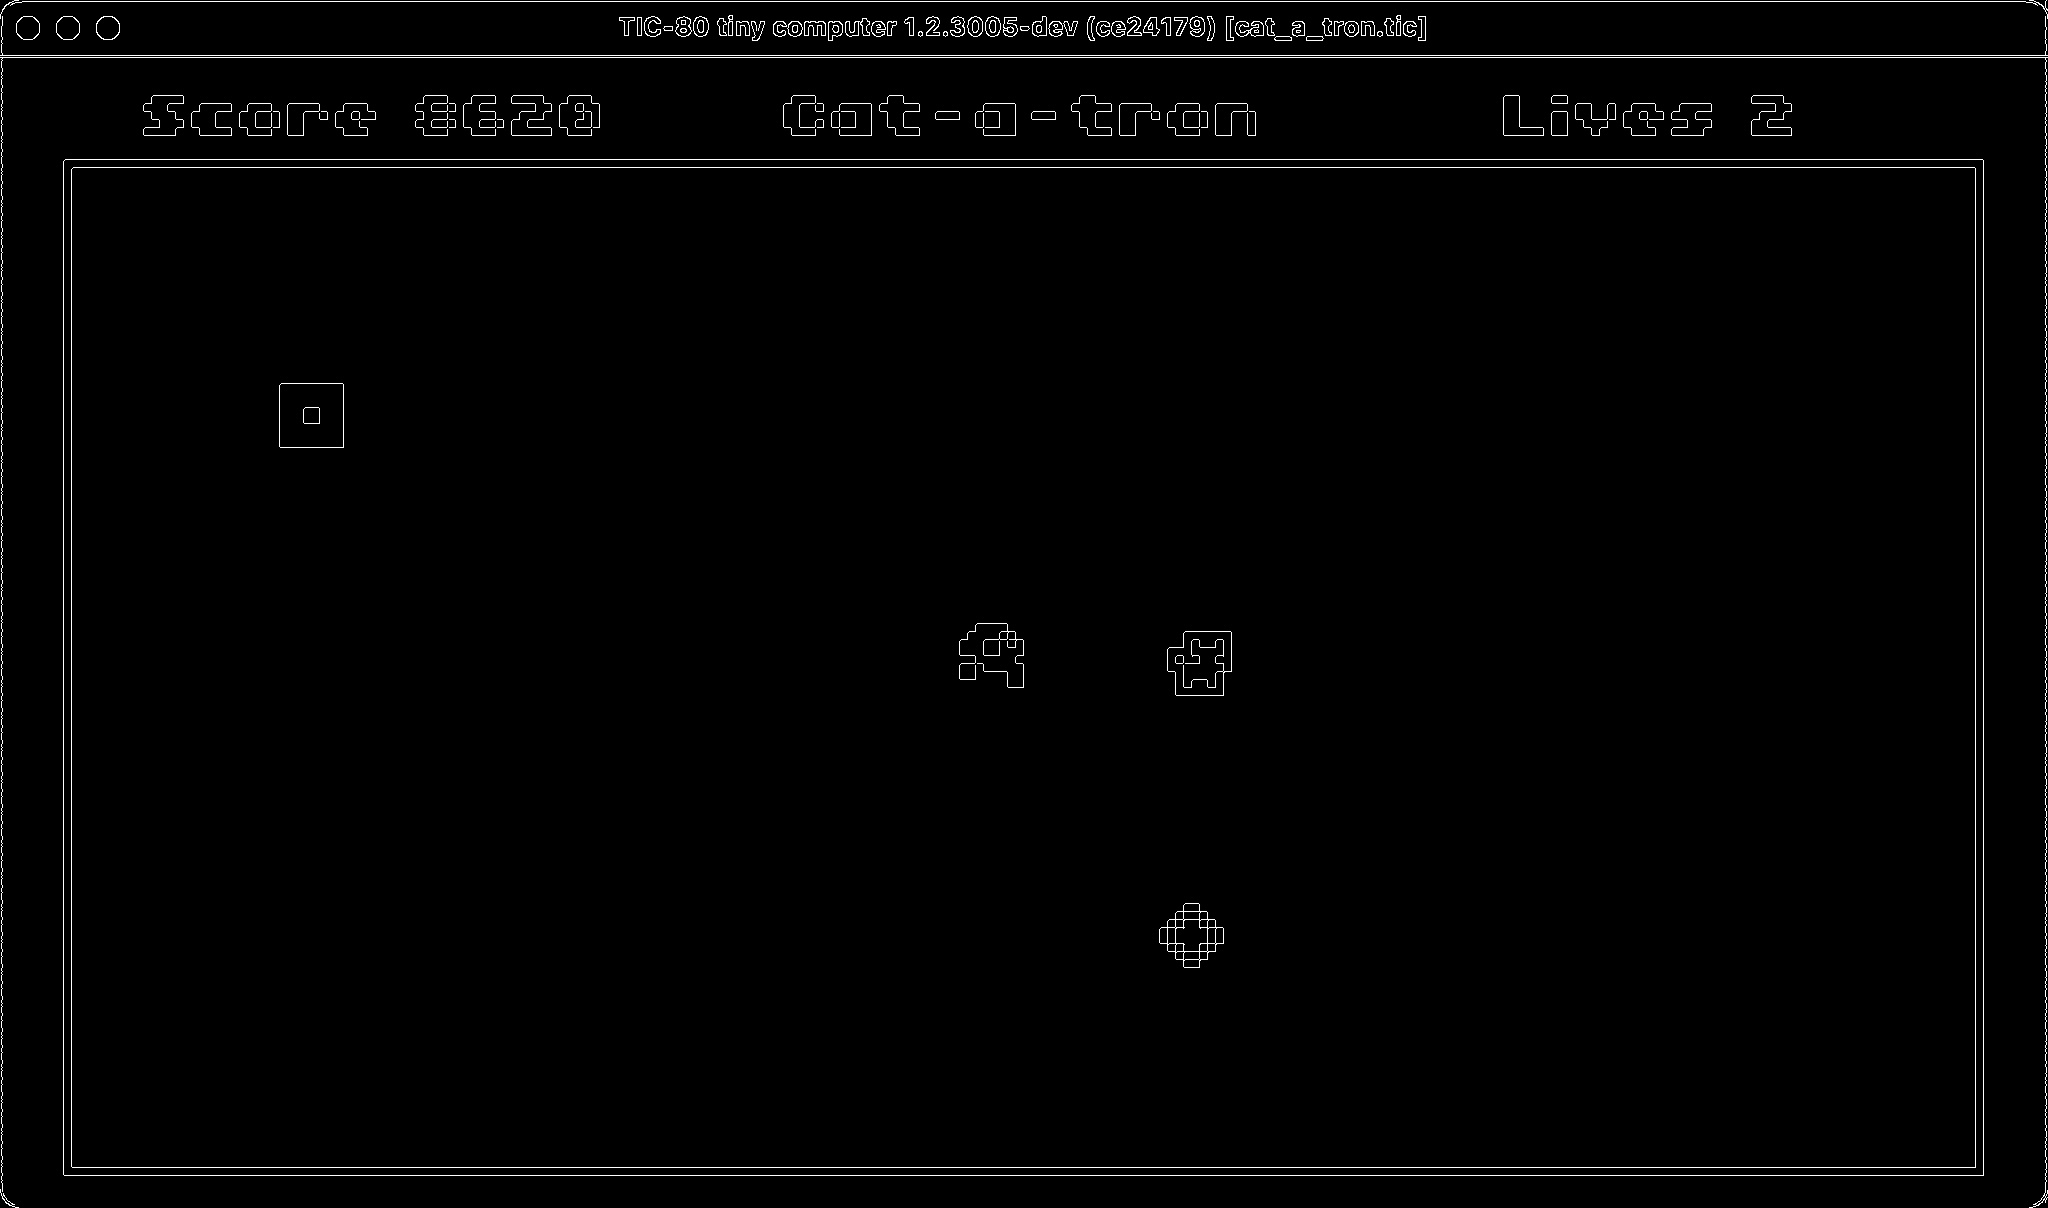 TIC-80 tiny computer 1.2.3005-dev (ce24179) [cat_a_tron.tic]
Score 8620 Cat-a-tron Lives 2